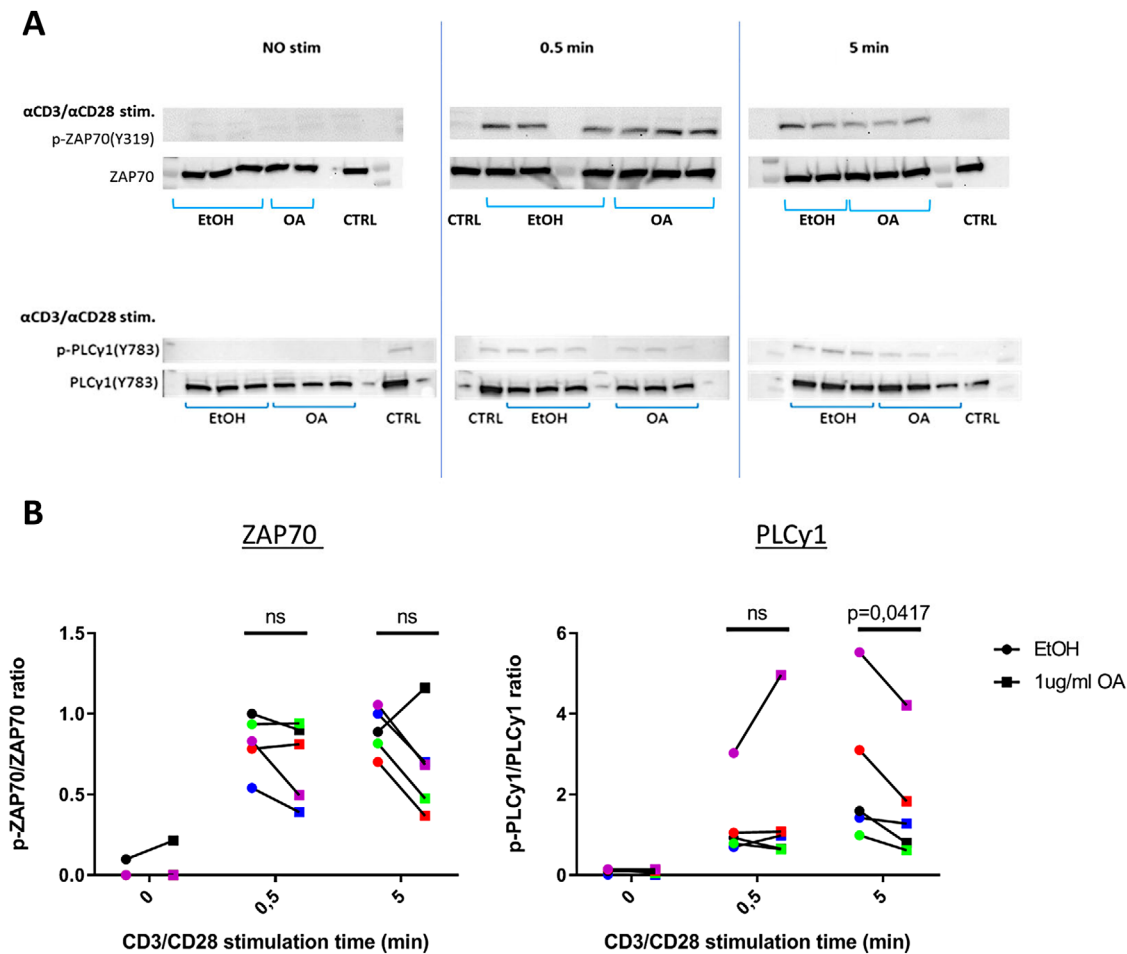 A
NO stim
0.5 min
5 min
αCD3/αCD28 stim.
p-ZAP70(Y319)
ZAP70
EtOH OA CTRL
CTRL EtOH OA
EtOH OA CTRL
αCD3/αCD28 stim.
p-PLCγ1(Y783)
PLCγ1(Y783)
EtOH OA CTRL
CTRL EtOH OA
EtOH OA CTRL
B
ZAP70
ns ns
1.5
1.0
0.5
0.0
p-ZAP70/ZAP70 ratio
0 0,5 5
CD3/CD28 stimulation time (min)
PLCγ1
ns p=0,0417
6
4
2
0
p-PLCγ1/PLCγ1 ratio
0 0,5 5
CD3/CD28 stimulation time (min)
EtOH
1ug/ml OA